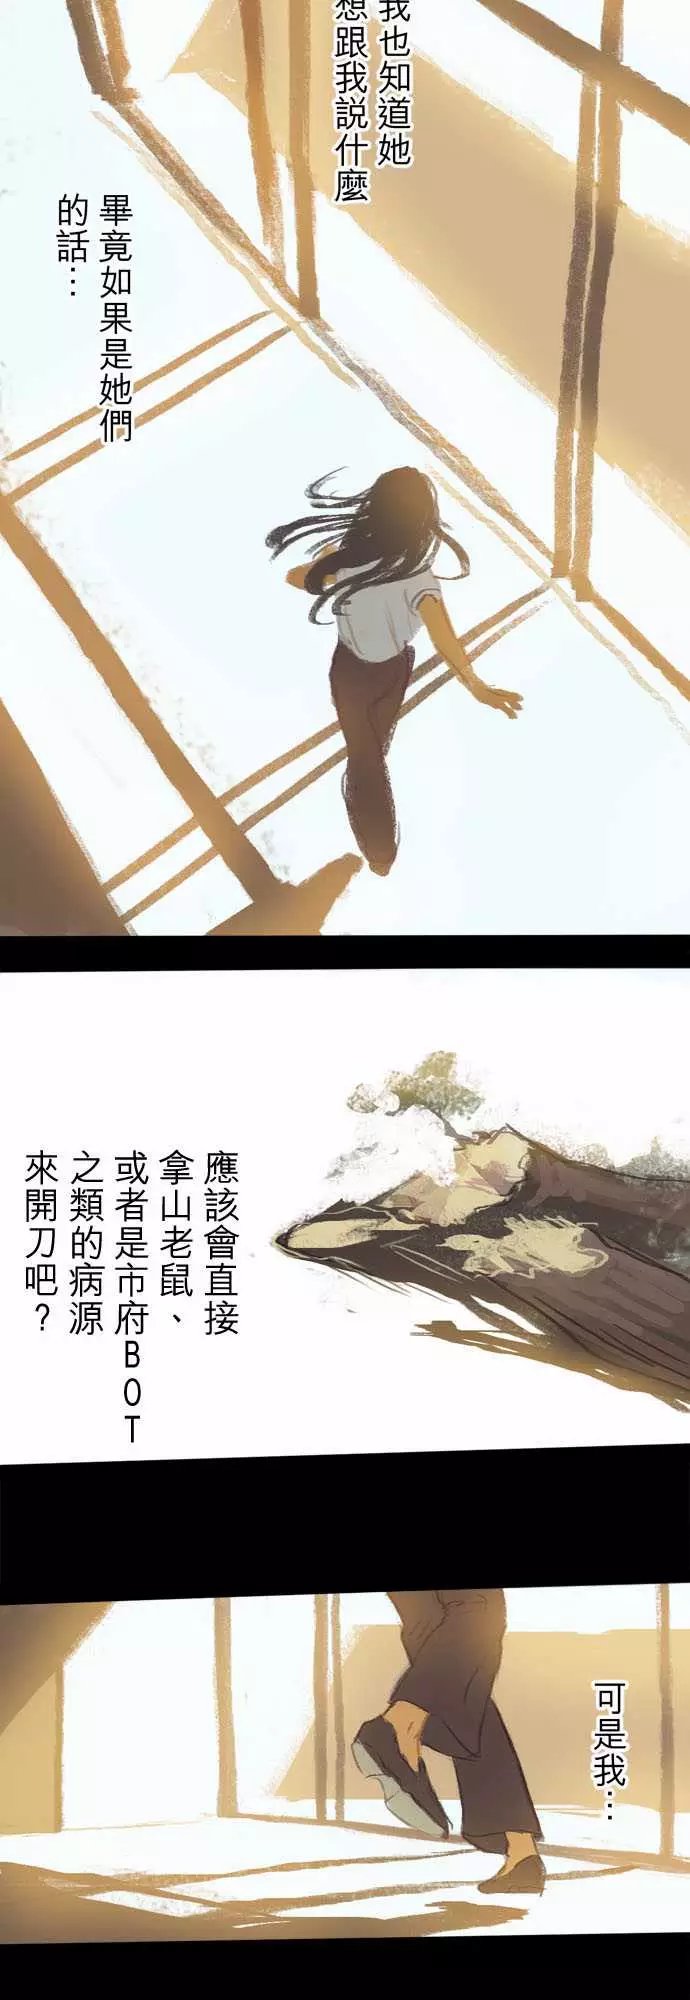 我也知道她
想跟我說什麼
畢竟如果是她們
的話…
應該會直接
拿山老鼠、
或者是市府BOT
之類的病源
來開刀吧？
可是我…